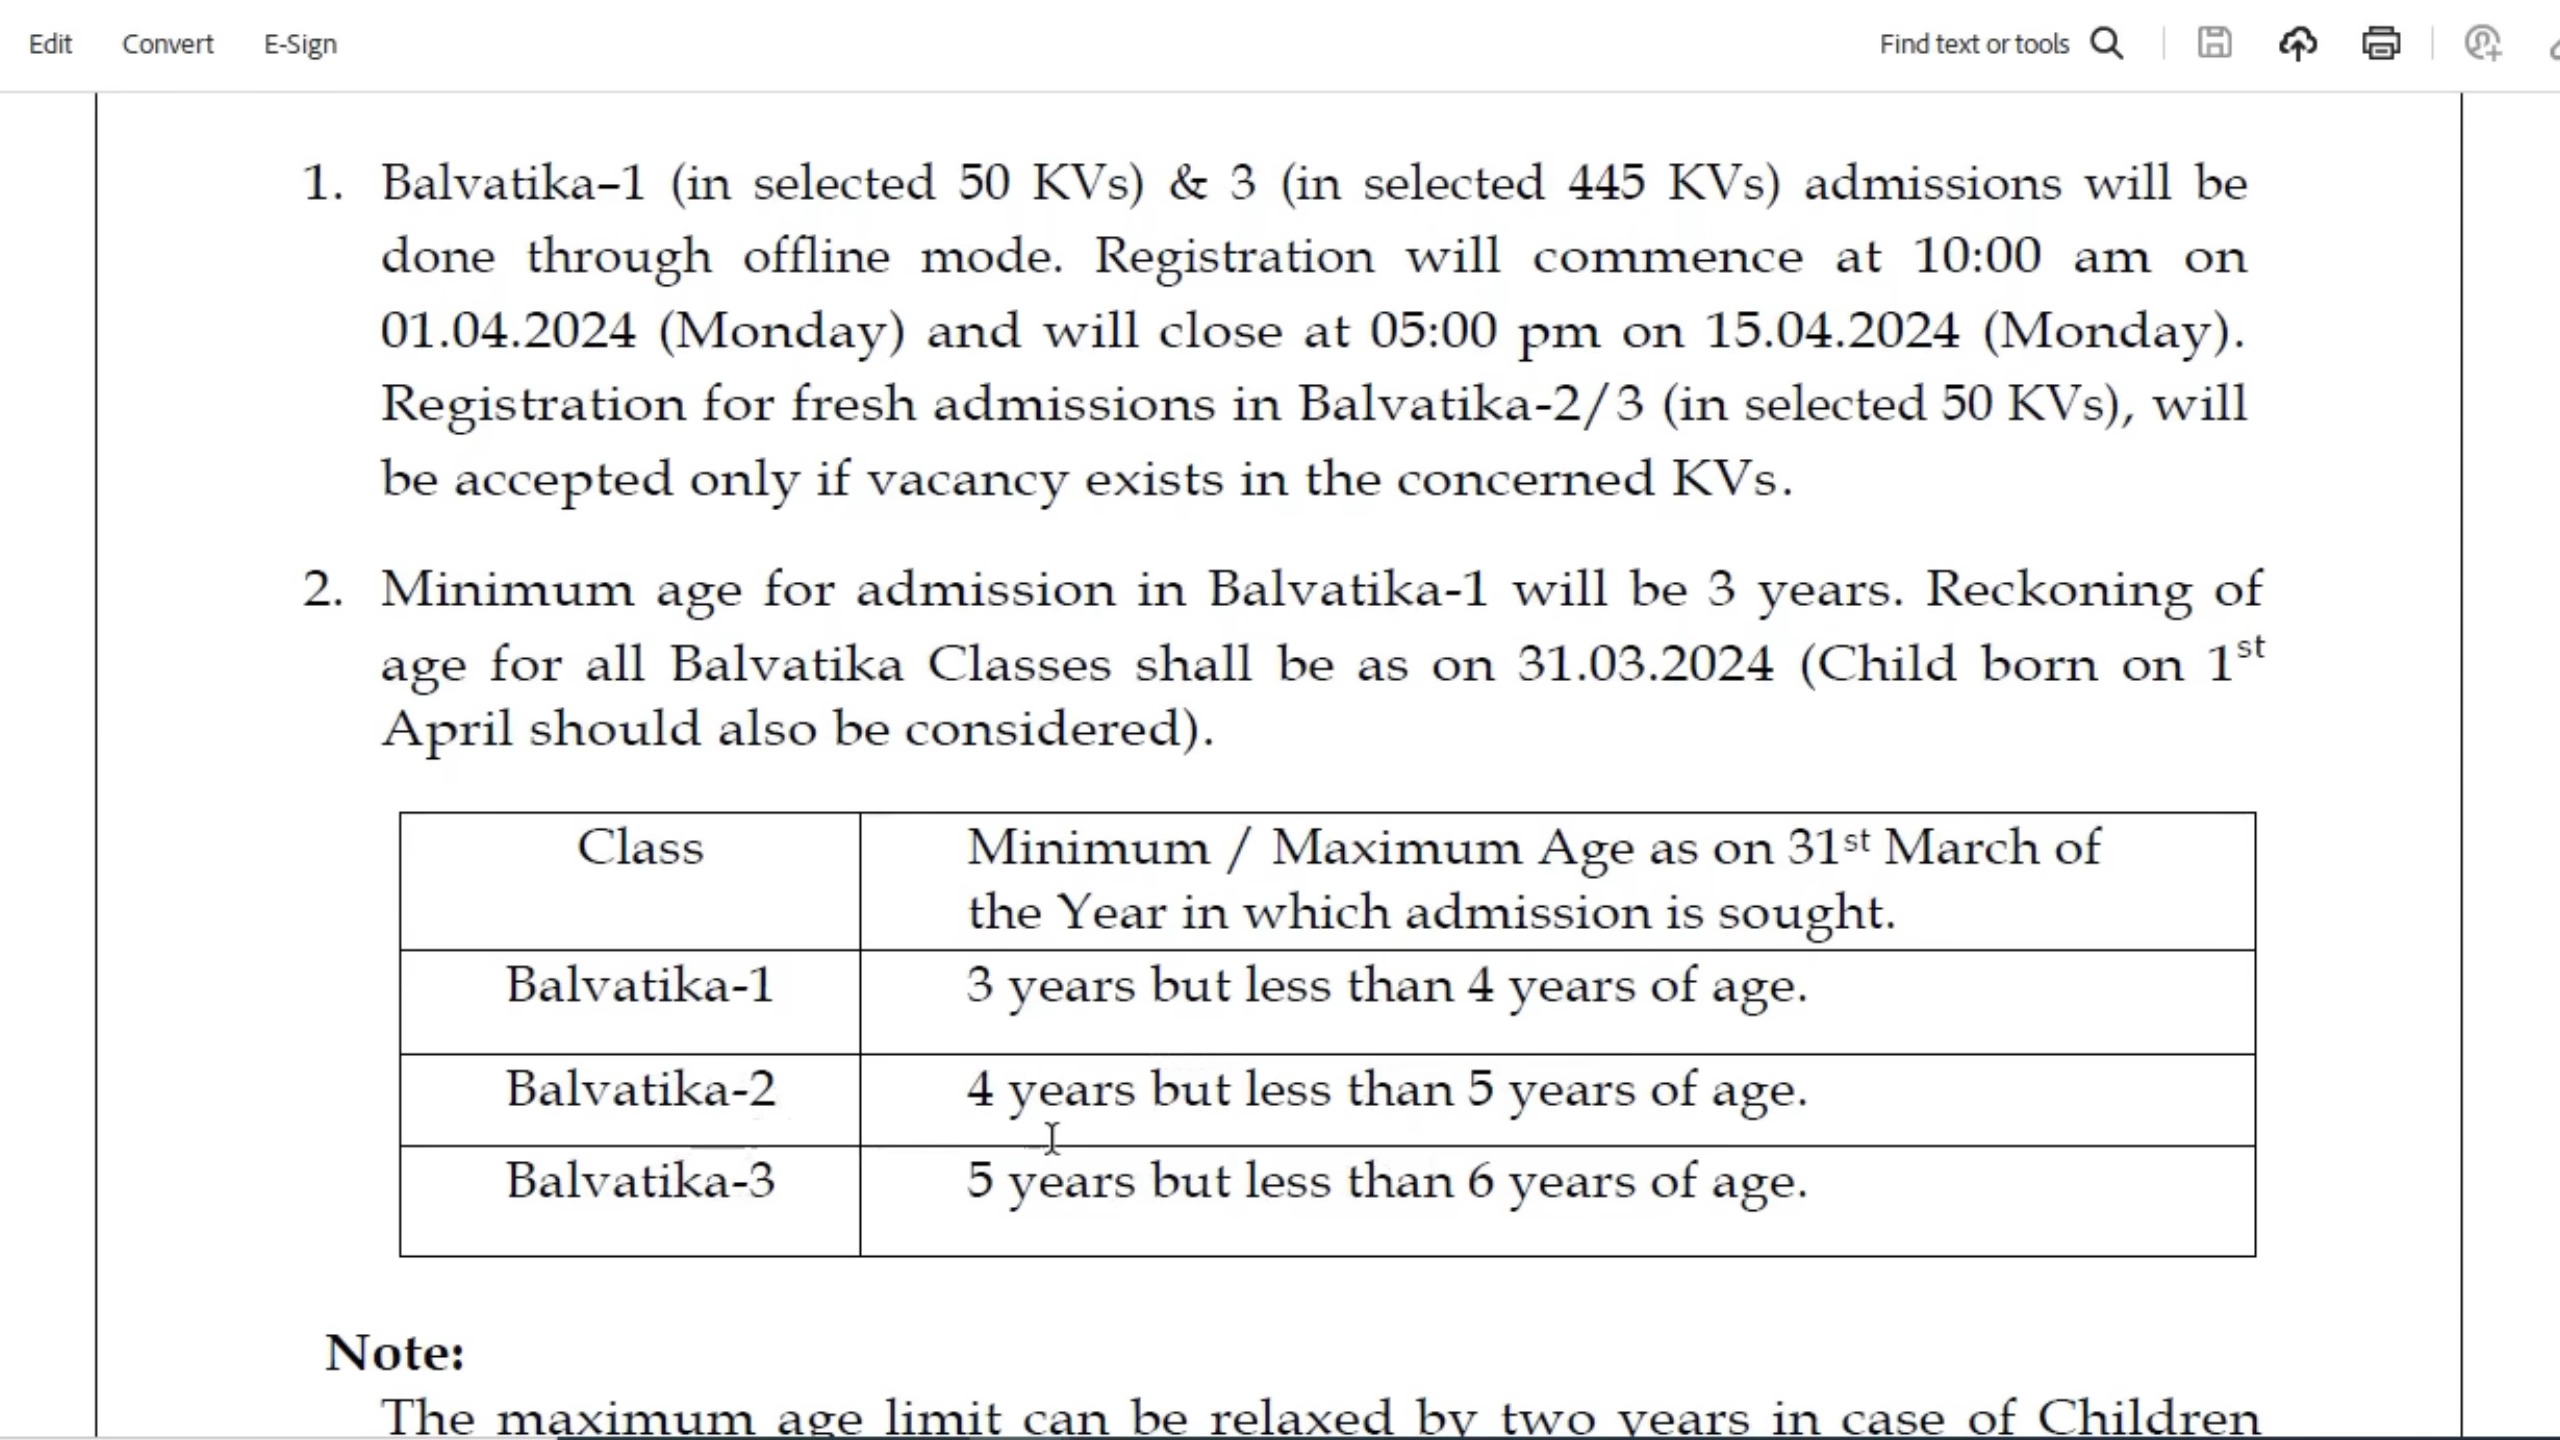 Edit Convert E-Sign Find text or tools
1. Balvatika–1 (in selected 50 KVs) & 3 (in selected 445 KVs) admissions will be
done through offline mode. Registration will commence at 10:00 am on
01.04.2024 (Monday) and will close at 05:00 pm on 15.04.2024 (Monday).
Registration for fresh admissions in Balvatika-2/3 (in selected 50 KVs), will
be accepted only if vacancy exists in the concerned KVs.
2. Minimum age for admission in Balvatika-1 will be 3 years. Reckoning of
age for all Balvatika Classes shall be as on 31.03.2024 (Child born on 1st
April should also be considered).
Class Minimum / Maximum Age as on 31st March of
the Year in which admission is sought.
Balvatika-1 3 years but less than 4 years of age.
Balvatika-2 4 years but less than 5 years of age.
Balvatika-3 5 years but less than 6 years of age.
Note:
The maximum age limit can be relaxed by two years in case of Children